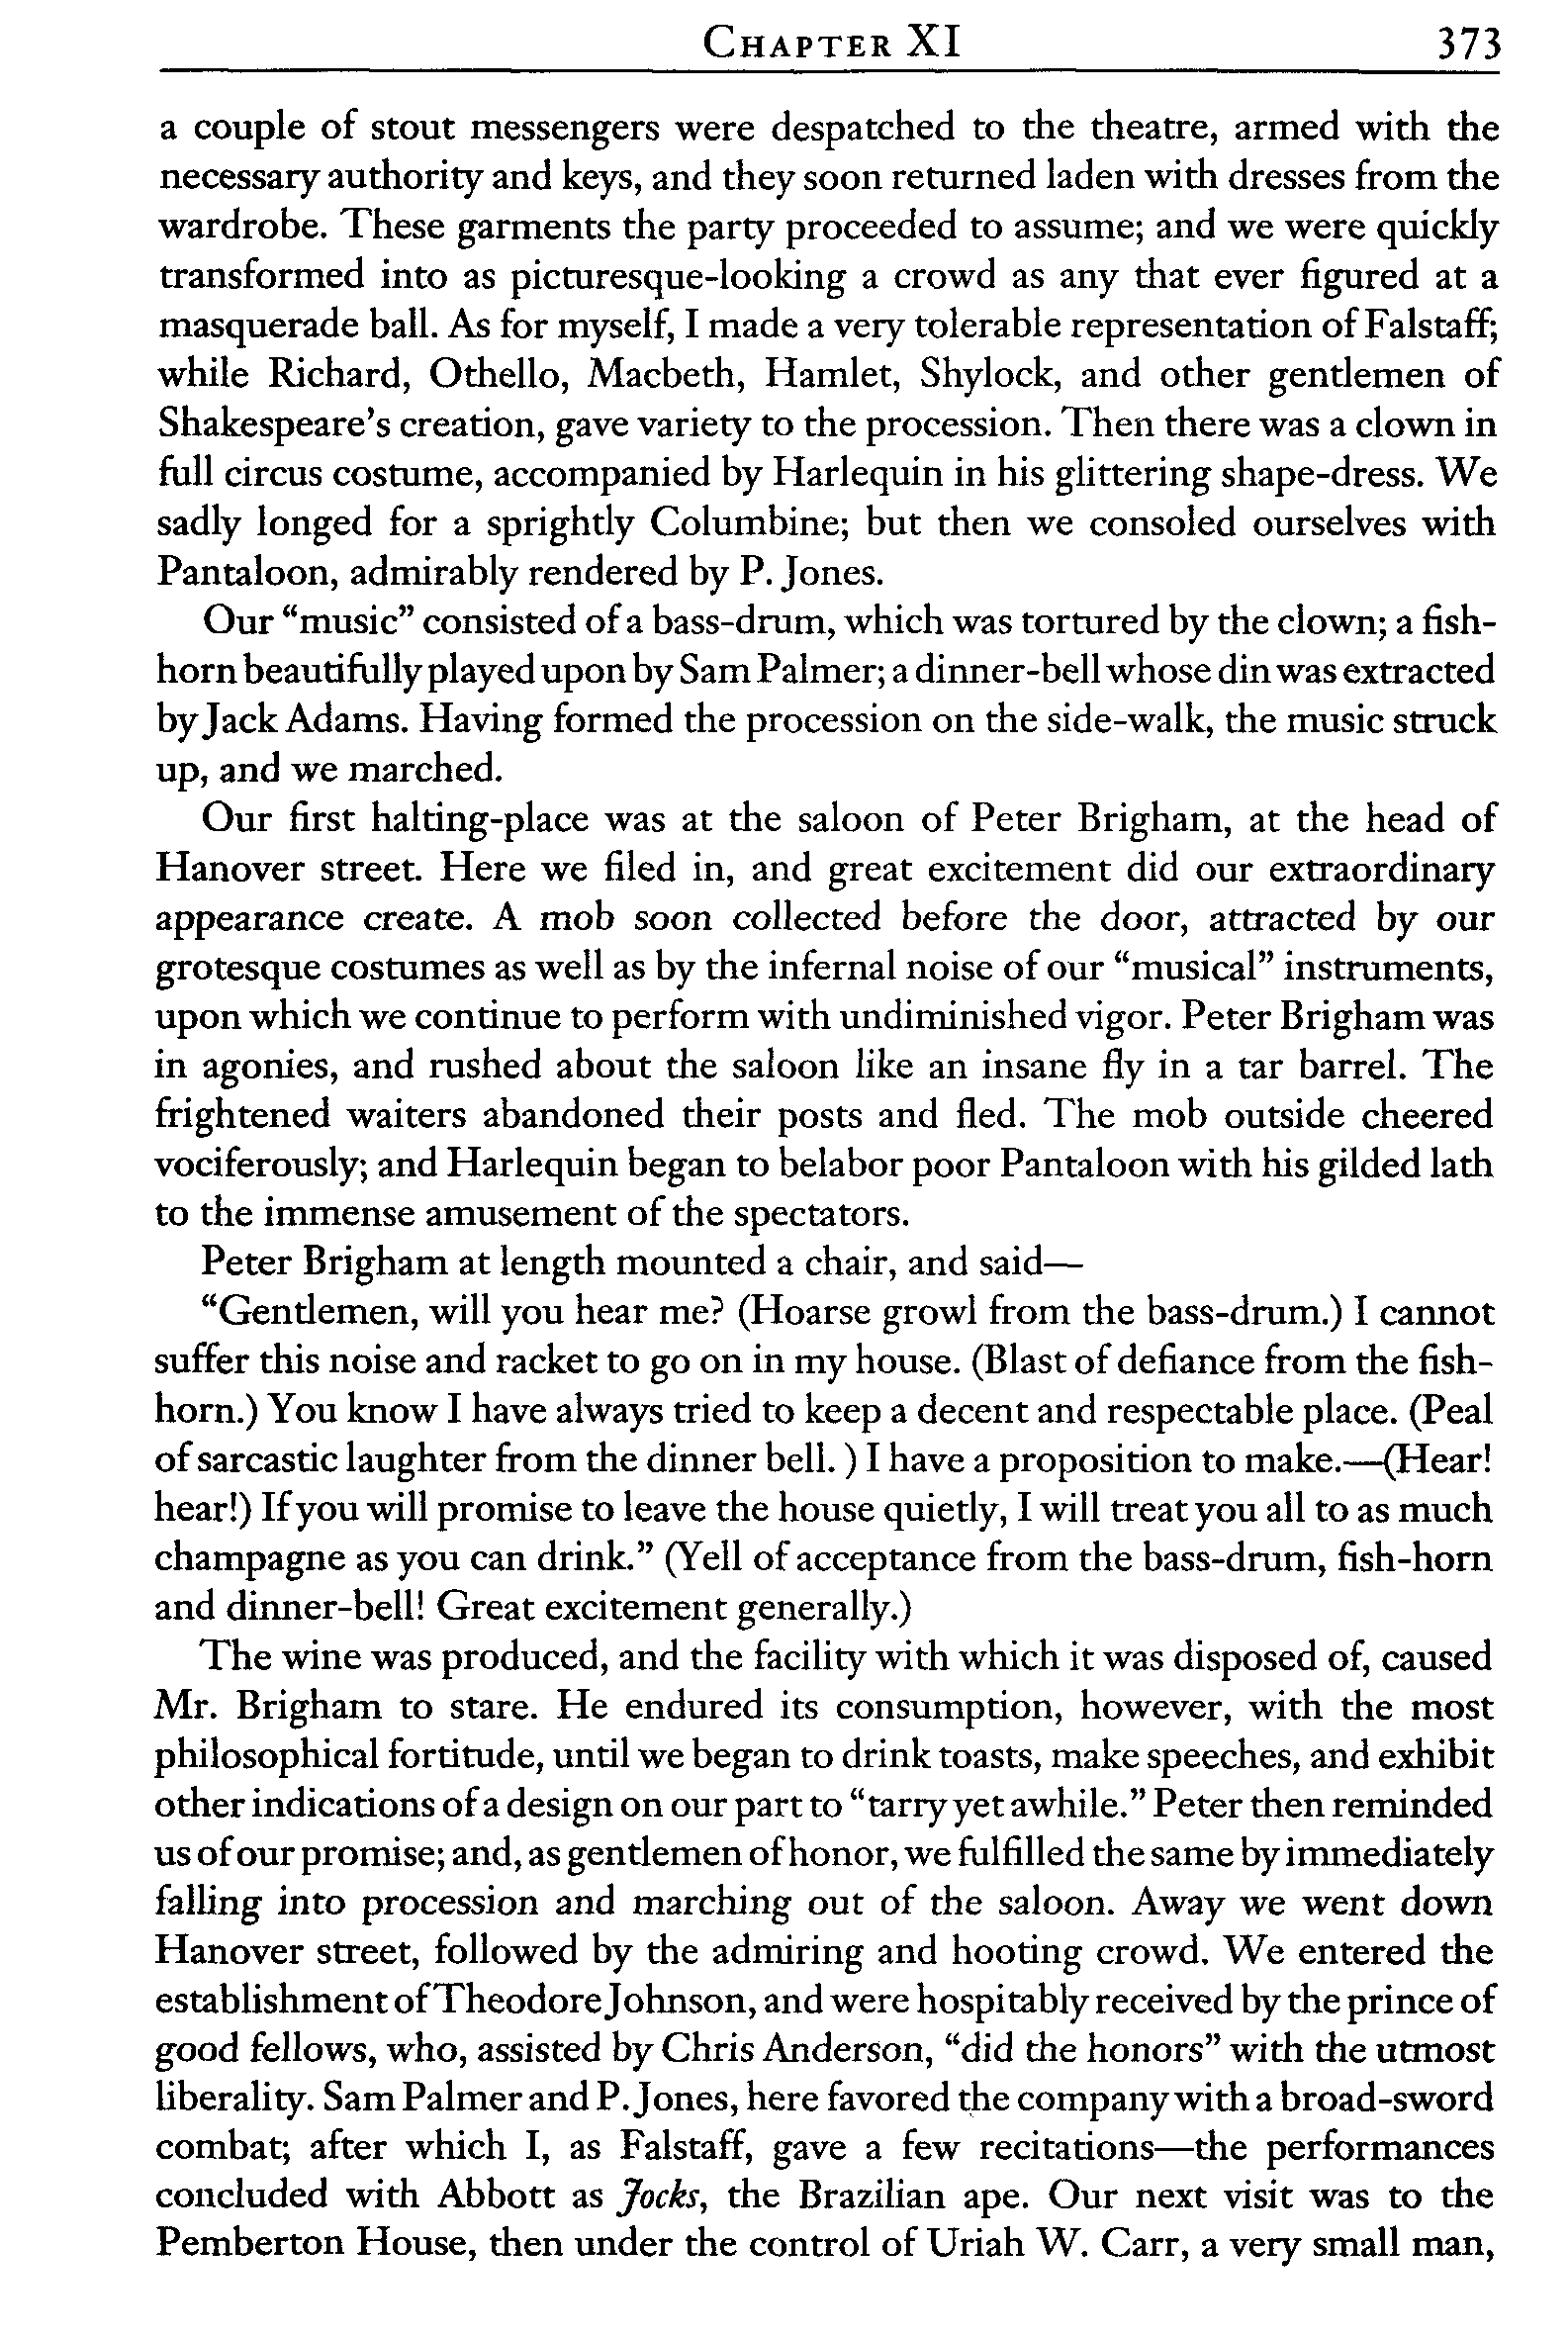 CHAPTER XI 373
a couple of stout messengers were despatched to the theatre, armed with the
necessary authority and keys, and they soon returned laden with dresses from the
wardrobe. These garments the party proceeded to assume; and we were quickly
transformed into as picturesque-looking a crowd as any that ever figured at a
masquerade ball. As for myself, I made a very tolerable representation of Falstaff;
while Richard, Othello, Macbeth, Hamlet, Shylock, and other gentlemen of
Shakespeare's creation, gave variety to the procession. Then there was a clown in
full circus costume, accompanied by Harlequin in his glittering shape-dress. We
sadly longed for a sprightly Columbine; but then we consoled ourselves with
Pantaloon, admirably rendered by P. Jones.
Our “music” consisted of a bass-drum, which was tortured by the clown; a fish-
horn beautifully played upon by Sam Palmer; a dinner-bell whose din was extracted
by Jack Adams. Having formed the procession on the side-walk, the music struck
up, and we marched.
Our first halting-place was at the saloon of Peter Brigham, at the head of
Hanover street. Here we filed in, and great excitement did our extraordinary
appearance create. A mob soon collected before the door, attracted by our
grotesque costumes as well as by the infernal noise of our “musical” instruments,
upon which we continue to perform with undiminished vigor. Peter Brigham was
in agonies, and rushed about the saloon like an insane fly in a tar barrel. The
frightened waiters abandoned their posts and fled. The mob outside cheered
vociferously; and Harlequin began to belabor poor Pantaloon with his gilded lath
to the immense amusement of the spectators.
Peter Brigham at length mounted a chair, and said—
“Gentlemen, will you hear me? (Hoarse growl from the bass-drum.) I cannot
suffer this noise and racket to go on in my house. (Blast of defiance from the fish-
horn.) You know I have always tried to keep a decent and respectable place. (Peal
of sarcastic laughter from the dinner bell. ) I have a proposition to make.—(Hear!
hear!) If you will promise to leave the house quietly, I will treat you all to as much
champagne as you can drink.” (Yell of acceptance from the bass-drum, fish-horn
and dinner-bell! Great excitement generally.)
The wine was produced, and the facility with which it was disposed of, caused
Mr. Brigham to stare. He endured its consumption, however, with the most
philosophical fortitude, until we began to drink toasts, make speeches, and exhibit
other indications of a design on our part to “tarry yet awhile.” Peter then reminded
us of our promise; and, as gentlemen of honor, we fulfilled the same by immediately
falling into procession and marching out of the saloon. Away we went down
Hanover street, followed by the admiring and hooting crowd. We entered the
establishment of Theodore Johnson, and were hospitably received by the prince of
good fellows, who, assisted by Chris Anderson, “did the honors” with the utmost
liberality. Sam Palmer and P. Jones, here favored the company with a broad-sword
combat; after which I, as Falstaff, gave a few recitations—the performances
concluded with Abbott as Jocks, the Brazilian ape. Our next visit was to the
Pemberton House, then under the control of Uriah W. Carr, a very small man,